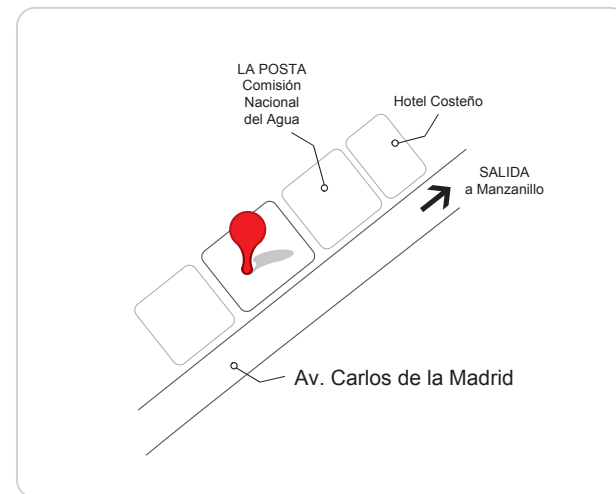 LA POSTA
Comisión
Nacional
del Agua
Hotel Costeño
SALIDA
a Manzanillo
Av. Carlos de la Madrid